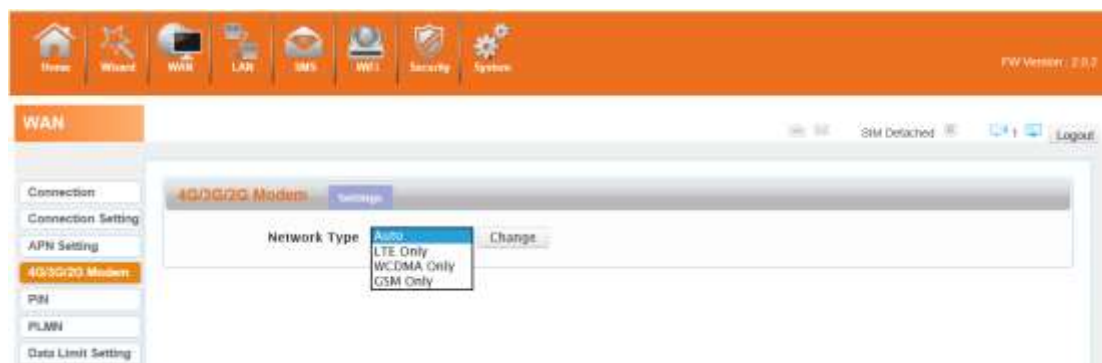 Home Wizard WAN LAN SMS WiFi Security System
FW Version : 2.0.2
WAN
SIM Detached
1
Logout
Connection
Connection Setting
APN Setting
4G/3G/2G Modem
PIN
PLMN
Data Limit Setting
4G/3G/2G Modem Settings
Network Type Auto Change
LTE Only
WCDMA Only
GSM Only